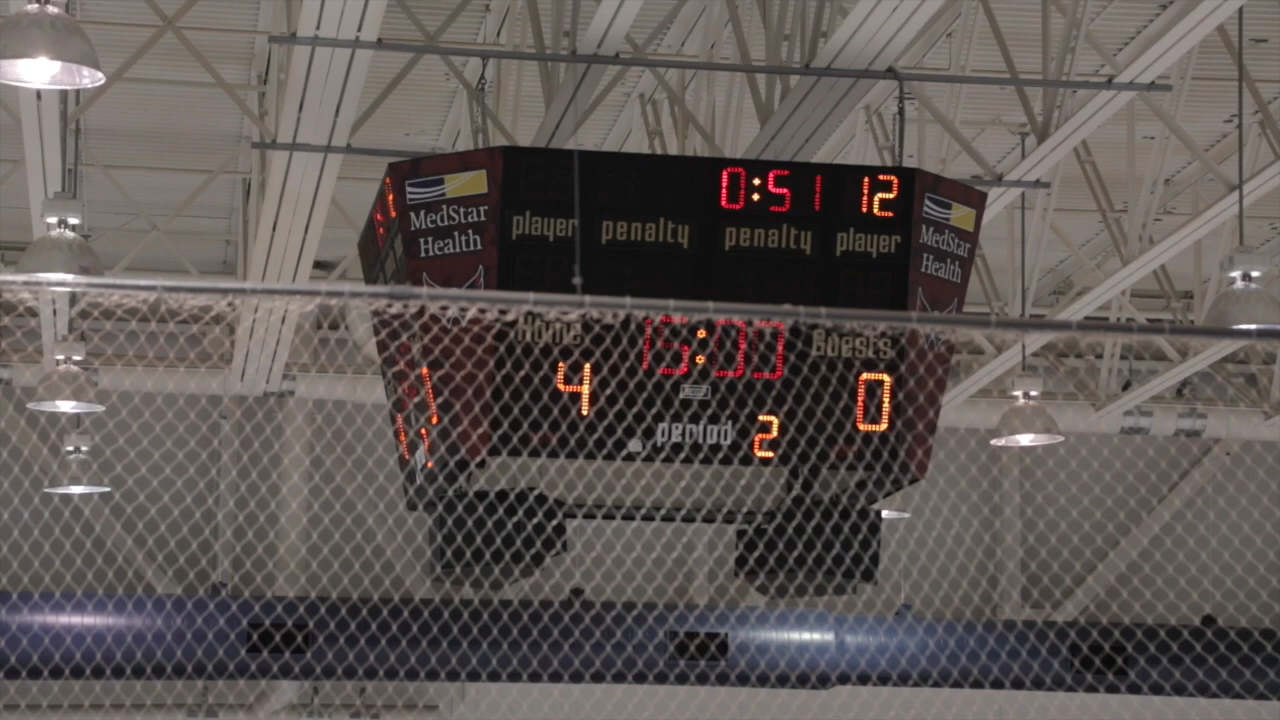 0:51 12
MedStar
Health
player penalty penalty player
MedStar
Health
Home 15:00 Guests
4 0
period 2